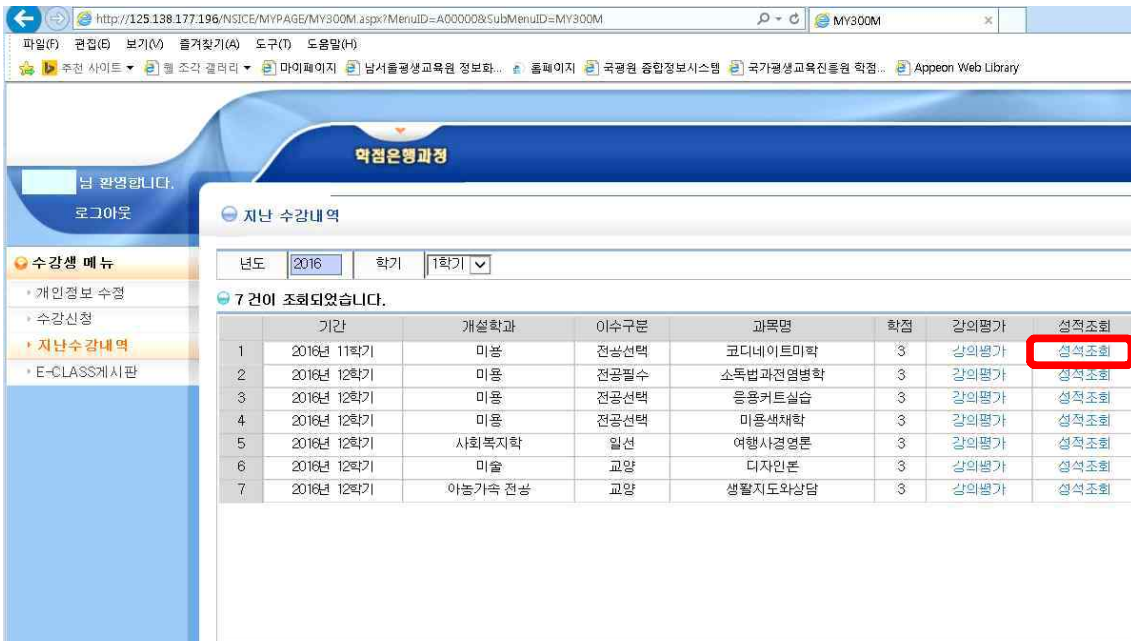 http://125.138.177.196/NSICE/MYPAGE/MY300M.aspx?MenuID=A00000&SubMenuID=MY300M MY300M
파일(F) 편집(E) 보기(V) 즐겨찾기(A) 도구(T) 도움말(H)
추천 사이트 웹 조각 갤러리 마이페이지 남서울평생교육원 정보화... 홈페이지 국평원 종합정보시스템 국가평생교육진흥원 학점... Appeon Web Library
학점은행과정
님 환영합니다.
로그아웃
지난 수강내역
수강생 메뉴
개인정보 수정
수강신청
지난수강내역
E-CLASS게시판
년도 2016 학기 1학기
7 건이 조회되었습니다.
기간 개설학과 이수구분 과목명 학점 강의평가 성적조회
1 2016년 11학기 미용 전공선택 코디네이트미학 3 강의평가 성적조회
2 2016년 12학기 미용 전공필수 소독법과전염병학 3 강의평가 성적조회
3 2016년 12학기 미용 전공선택 응용커트실습 3 강의평가 성적조회
4 2016년 12학기 미용 전공선택 미용색채학 3 강의평가 성적조회
5 2016년 12학기 사회복지학 일선 여행사경영론 3 강의평가 성적조회
6 2016년 12학기 미술 교양 디자인론 3 강의평가 성적조회
7 2016년 12학기 아동가족 전공 교양 생활지도와상담 3 강의평가 성적조회